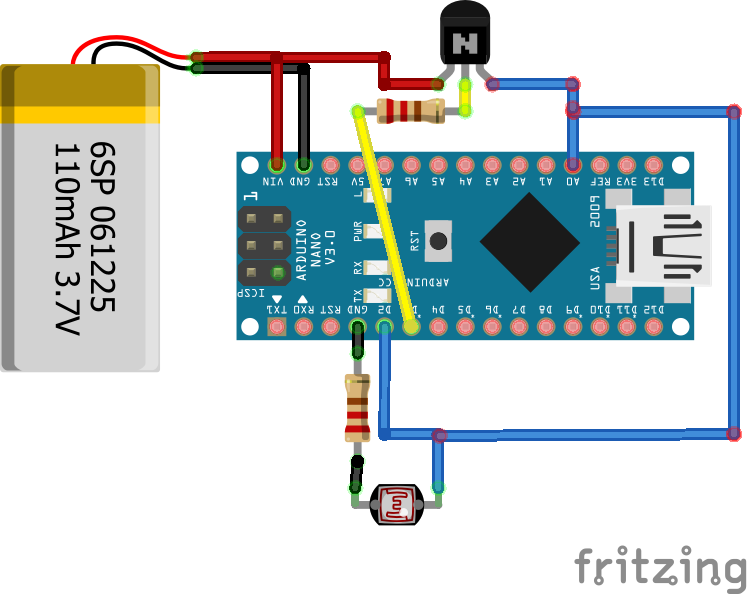 6SP 061225
110mAh 3.7V
N
VIN
GND
RST
5V
A7
A6
A5
A4
A3
A2
A1
A0
REF
3V3
D13
L
PWR
RX
TX
1
ARDUINO
NANO
V3.0
ICSP
RST
ARDUINO.CC
P005
USA
TX1
RX0
RST
GND
D2
D4
D5
D6
D7
D8
D9
D10
D11
D12
fritzing